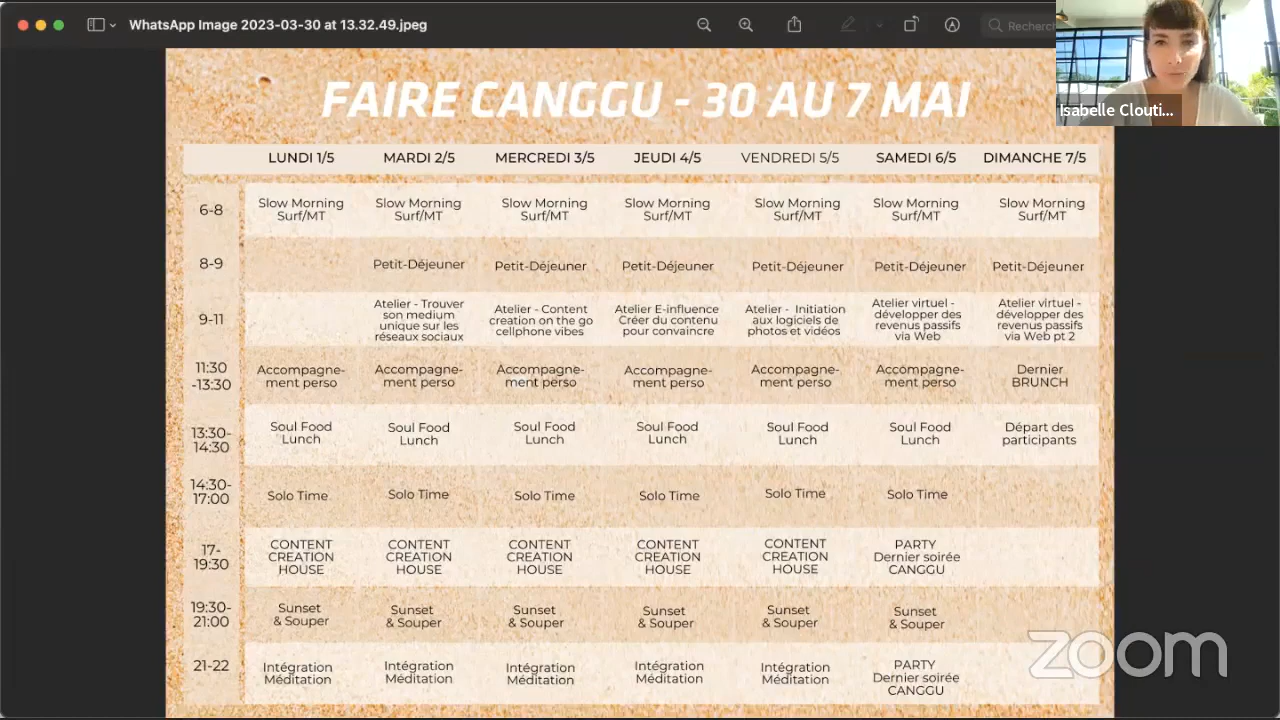 WhatsApp Image 2023-03-30 at 13.32.49.jpeg
Recherc
Isabelle Clouti...
FAIRE CANGGU - 30 AU 7 MAI
LUNDI 1/5 MARDI 2/5 MERCREDI 3/5 JEUDI 4/5 VENDREDI 5/5 SAMEDI 6/5 DIMANCHE 7/5
6-8
Slow Morning
Surf/MT
Slow Morning
Surf/MT
Slow Morning
Surf/MT
Slow Morning
Surf/MT
Slow Morning
Surf/MT
Slow Morning
Surf/MT
Slow Morning
Surf/MT
8-9
Petit-Déjeuner
Petit-Déjeuner
Petit-Déjeuner
Petit-Déjeuner
Petit-Déjeuner
Petit-Déjeuner
9-11
Atelier - Trouver
son medium
unique sur les
réseaux sociaux
Atelier - Content
creation on the go
cellphone vibes
Atelier E-influence
Créer du contenu
pour convaincre
Atelier - Initiation
aux logiciels de
photos et vidéos
Atelier virtuel -
développer des
revenus passifs
via Web
Atelier virtuel -
développer des
revenus passifs
via Web pt 2
11:30
-13:30
Accompagne-
ment perso
Accompagne-
ment perso
Accompagne-
ment perso
Accompagne-
ment perso
Accompagne-
ment perso
Accompagne-
ment perso
Dernier
BRUNCH
13:30-
14:30
Soul Food
Lunch
Soul Food
Lunch
Soul Food
Lunch
Soul Food
Lunch
Soul Food
Lunch
Soul Food
Lunch
Départ des
participants
14:30-
17:00
Solo Time
Solo Time
Solo Time
Solo Time
Solo Time
Solo Time
17-
19:30
CONTENT
CREATION
HOUSE
CONTENT
CREATION
HOUSE
CONTENT
CREATION
HOUSE
CONTENT
CREATION
HOUSE
CONTENT
CREATION
HOUSE
PARTY
Dernier soirée
CANGGU
19:30-
21:00
Sunset
& Souper
Sunset
& Souper
Sunset
& Souper
Sunset
& Souper
Sunset
& Souper
Sunset
& Souper
21-22
Intégration
Méditation
Intégration
Méditation
Intégration
Méditation
Intégration
Méditation
Intégration
Méditation
PARTY
Dernier soirée
CANGGU
zoom